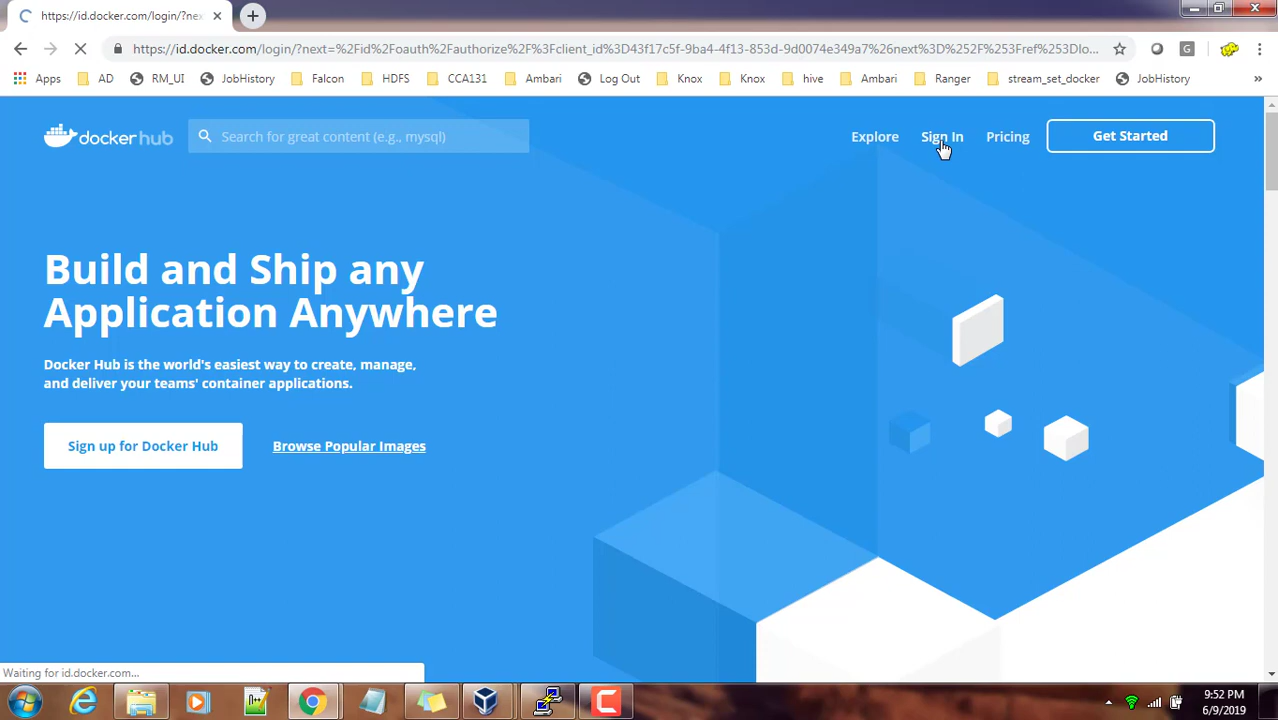 https://id.docker.com/login/?nex
https://id.docker.com/login/?next=%2Fid%2Foauth%2Fauthorize%2F%3Fclient_id%3D43f17c5f-9ba4-4f13-853d-9d0074e349a7%26next%3D%252F%253Fref%253Dlo...
G
Apps
AD
RM_UI
JobHistory
Falcon
HDFS
CCA131
Ambari
Log Out
Knox
Knox
hive
Ambari
Ranger
stream_set_docker
JobHistory
»
docker hub
Search for great content (e.g., mysql)
Explore
Sign In
Pricing
Get Started
Build and Ship any
Application Anywhere
Docker Hub is the world's easiest way to create, manage,
and deliver your teams' container applications.
Sign up for Docker Hub
Browse Popular Images
Waiting for id.docker.com...
9:52 PM
6/9/2019